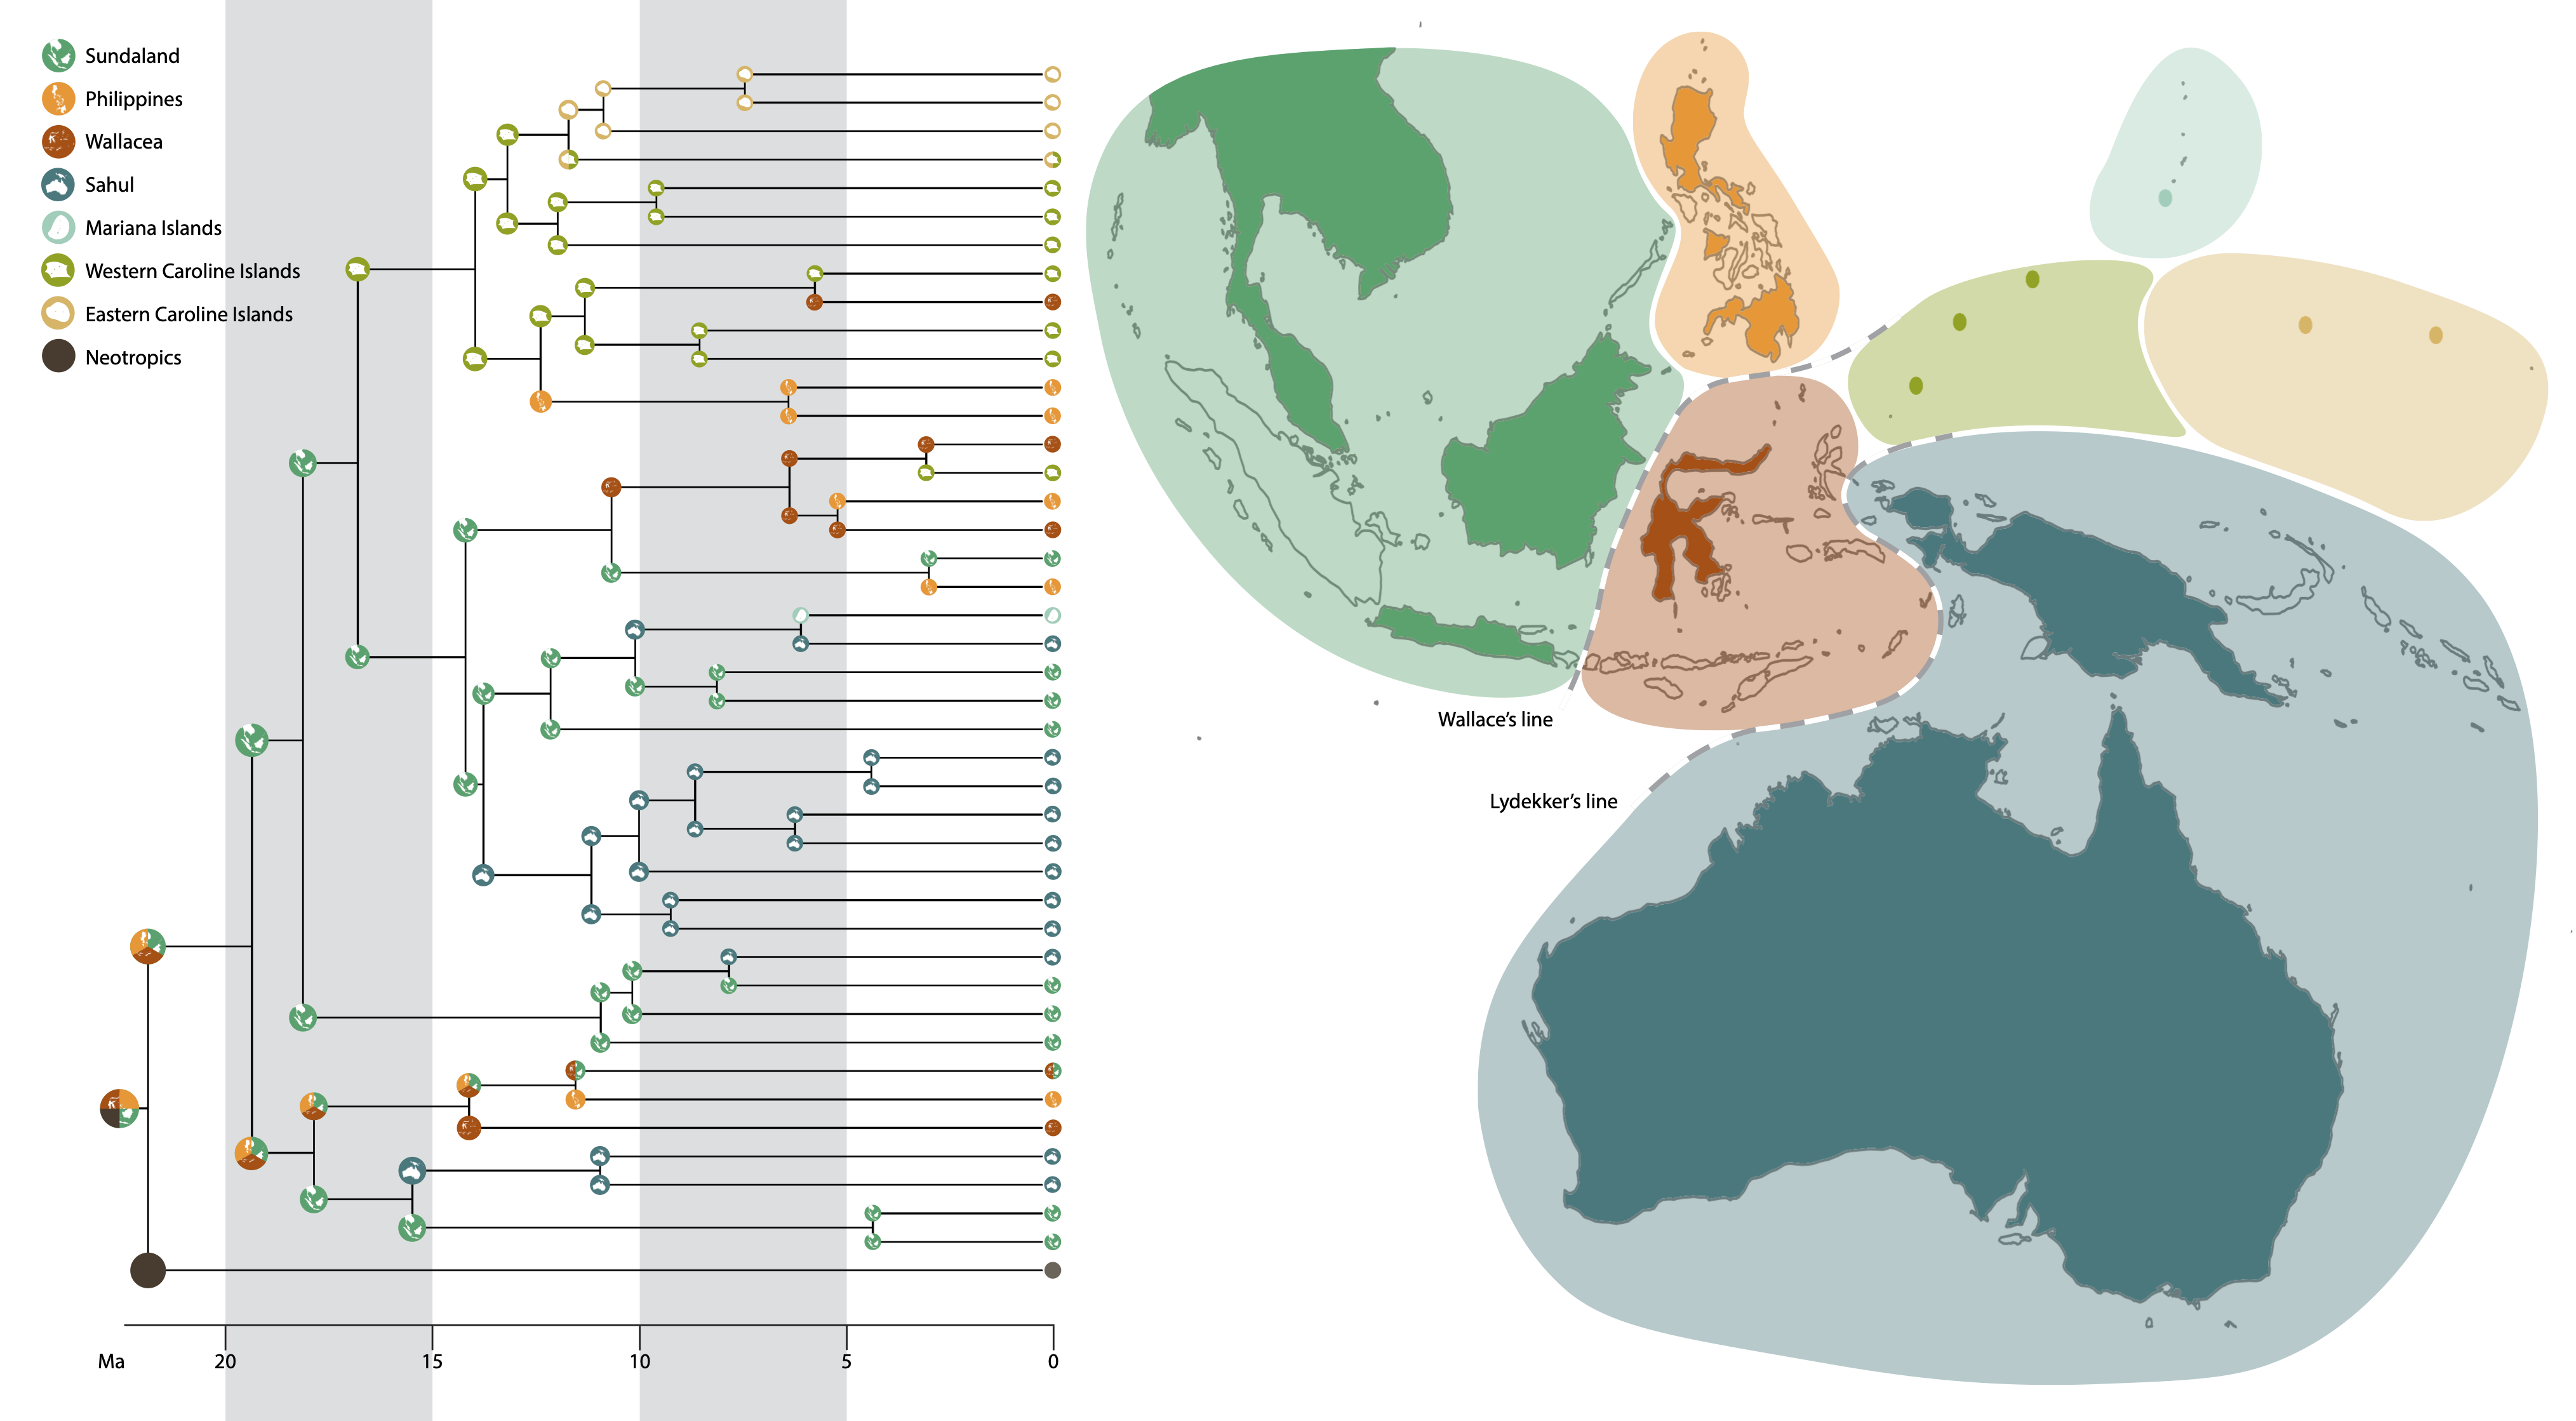 Sundaland
Philippines
Wallacea
Sahul
Mariana Islands
Western Caroline Islands
Eastern Caroline Islands
Neotropics
Wallace's line
Lydekker's line
Ma 20 15 10 5 0